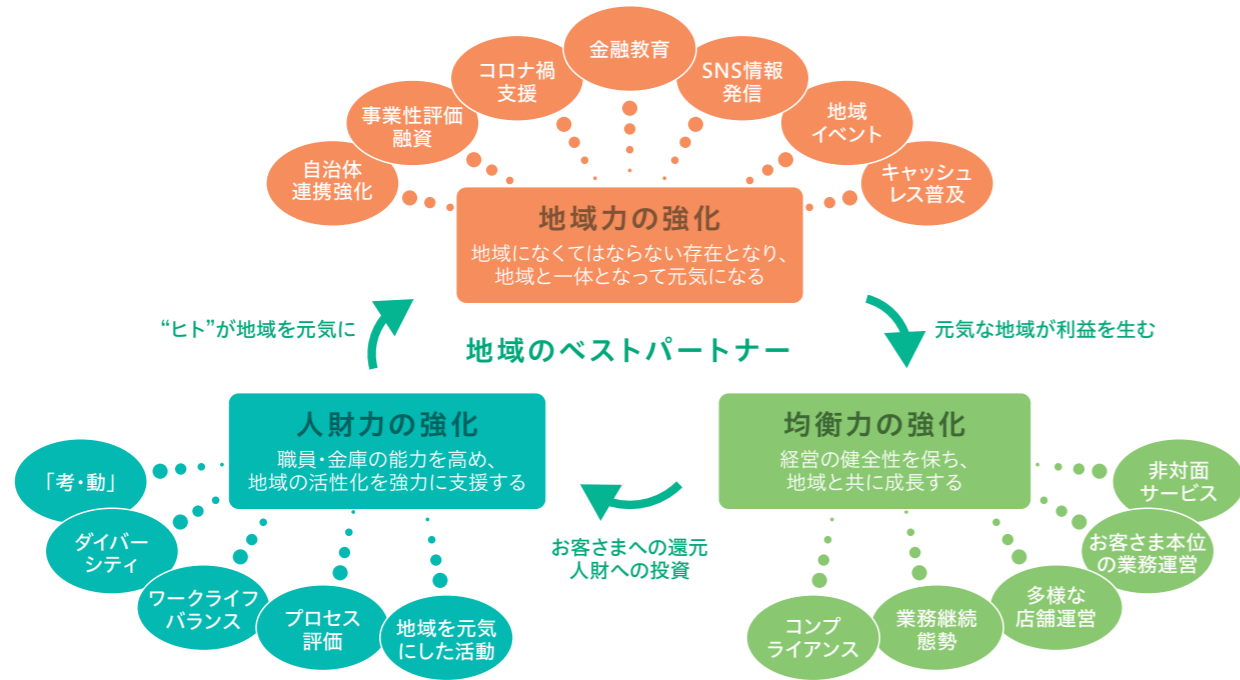 金融教育
コロナ禍
支援
SNS情報
発信
事業性評価
融資
地域
イベント
自治体
連携強化
キャッシュ
レス普及
地域力の強化
地域になくてはならない存在となり、
地域と一体となって元気になる
“ヒト”が地域を元気に
元気な地域が利益を生む
地域のベストパートナー
人財力の強化
職員・金庫の能力を高め、
地域の活性化を強力に支援する
均衡力の強化
経営の健全性を保ち、
地域と共に成長する
お客さまへの還元
人財への投資
「考・動」
ダイバー
シティ
ワークライフ
バランス
プロセス
評価
地域を元気
にした活動
非対面
サービス
お客さま本位
の業務運営
多様な
店舗運営
業務継続
態勢
コンプ
ライアンス